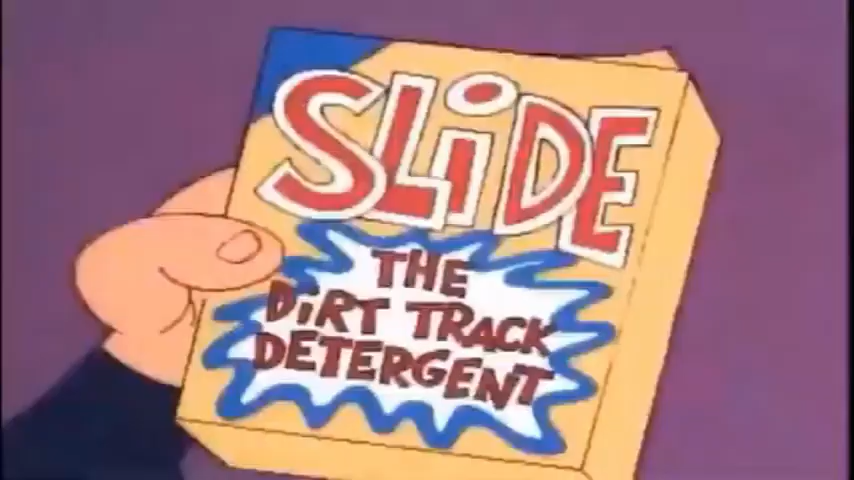 SLiDE
THE
DiRT TRACK
DETERGENT